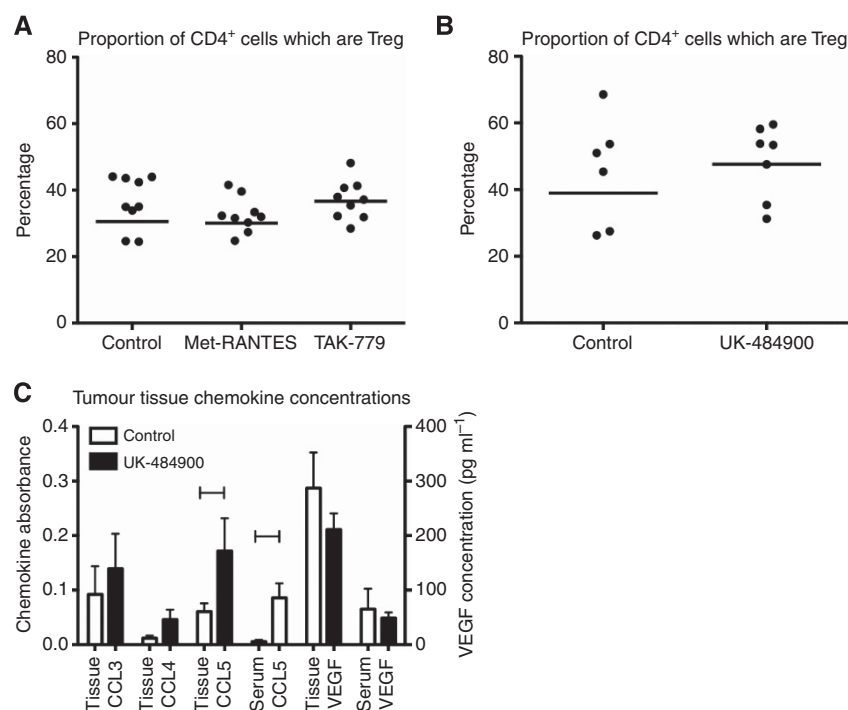 A
Proportion of CD4+ cells which are Treg
80
60
40
20
0
Percentage
Control
Met-RANTES
TAK-779
B
Proportion of CD4+ cells which are Treg
80
60
40
20
0
Percentage
Control
UK-484900
C
Tumour tissue chemokine concentrations
Control
UK-484900
0.4
0.3
0.2
0.1
0.0
Chemokine absorbance
400
300
200
100
0
VEGF concentration (pg ml−1)
Tissue
CCL3
Tissue
CCL4
Tissue
CCL5
Serum
CCL5
Tissue
VEGF
Serum
VEGF